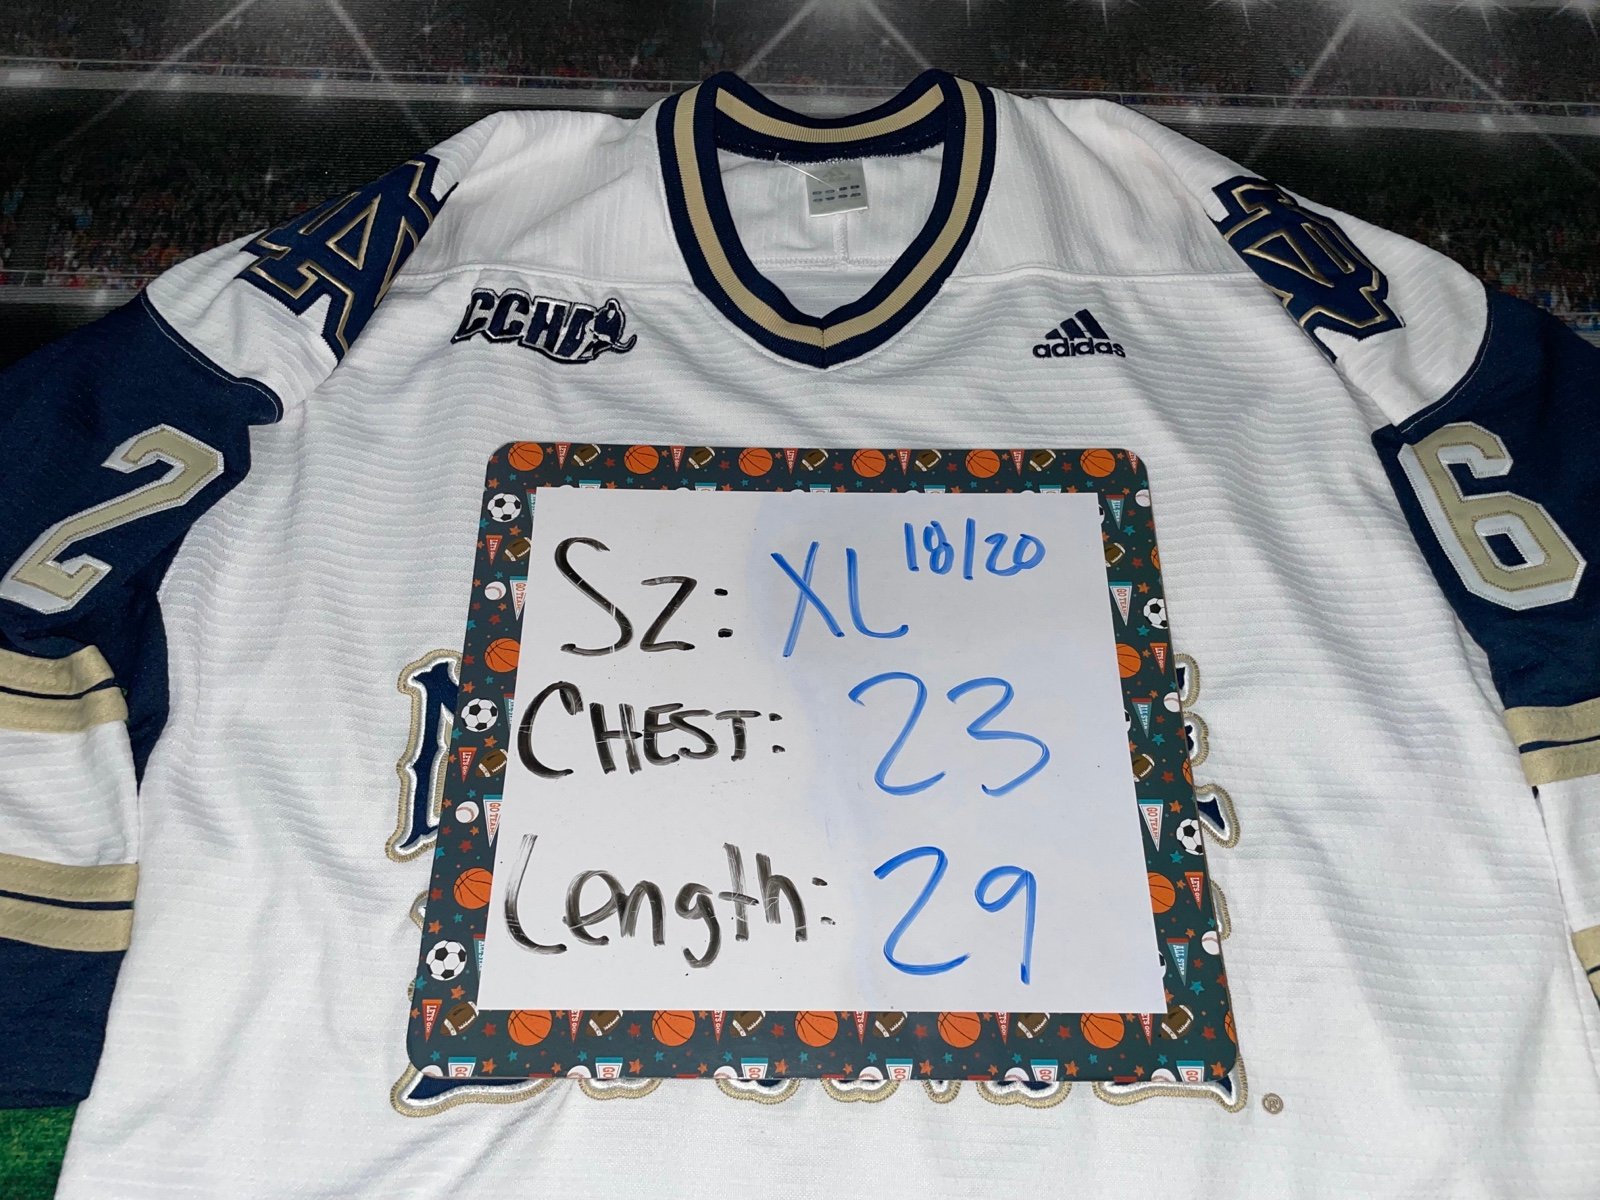 CCHA
adidas
2
6
Sz: XL 18/20
CHEST: 23
Length: 29
®